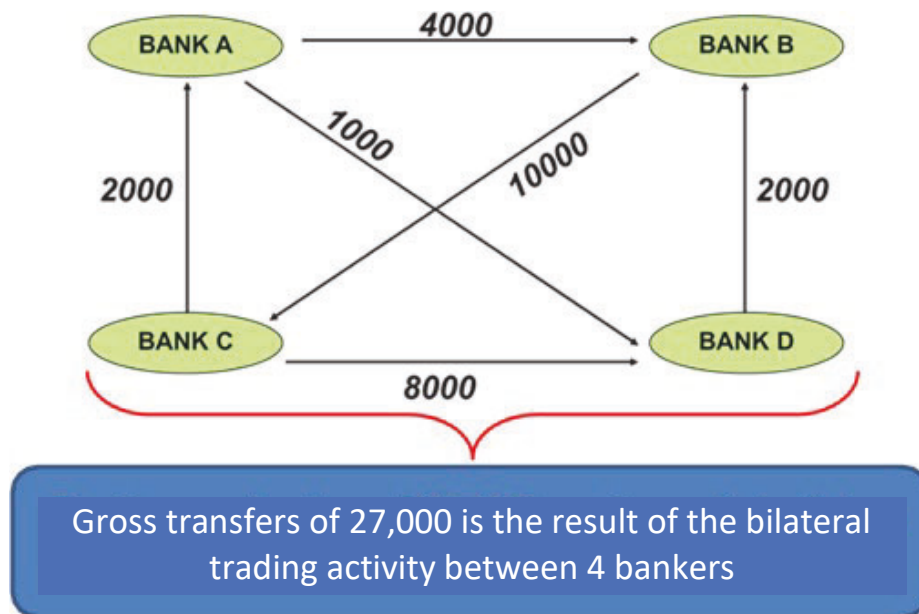 4000
BANK A
BANK B
1000
10000
2000
2000
BANK C
BANK D
8000
Gross transfers of 27,000 is the result of the bilateral
trading activity between 4 bankers